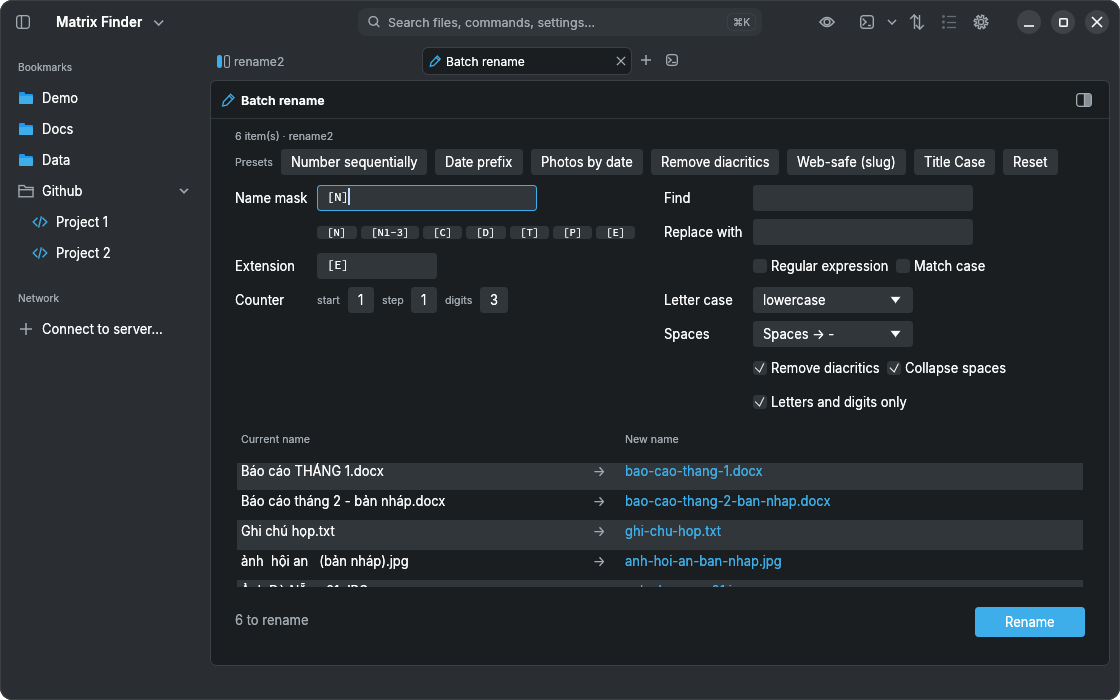 Matrix Finder
Search files, commands, settings... ⌘K
Bookmarks
Demo
Docs
Data
Github
Project 1
Project 2
Network
Connect to server...
rename2
Batch rename
Batch rename
6 item(s) · rename2
Presets Number sequentially Date prefix Photos by date Remove diacritics Web-safe (slug) Title Case Reset
Name mask [N]
[N] [N1-3] [C] [D] [T] [P] [E]
Extension [E]
Counter start 1 step 1 digits 3
Find
Replace with
Regular expression Match case
Letter case lowercase
Spaces Spaces → -
Remove diacritics Collapse spaces
Letters and digits only
Current name New name
Báo cáo THÁNG 1.docx → bao-cao-thang-1.docx
Báo cáo tháng 2 - bản nháp.docx → bao-cao-thang-2-ban-nhap.docx
Ghi chú họp.txt → ghi-chu-hop.txt
ảnh  hội an   (bản nháp).jpg → anh-hoi-an-ban-nhap.jpg
6 to rename
Rename